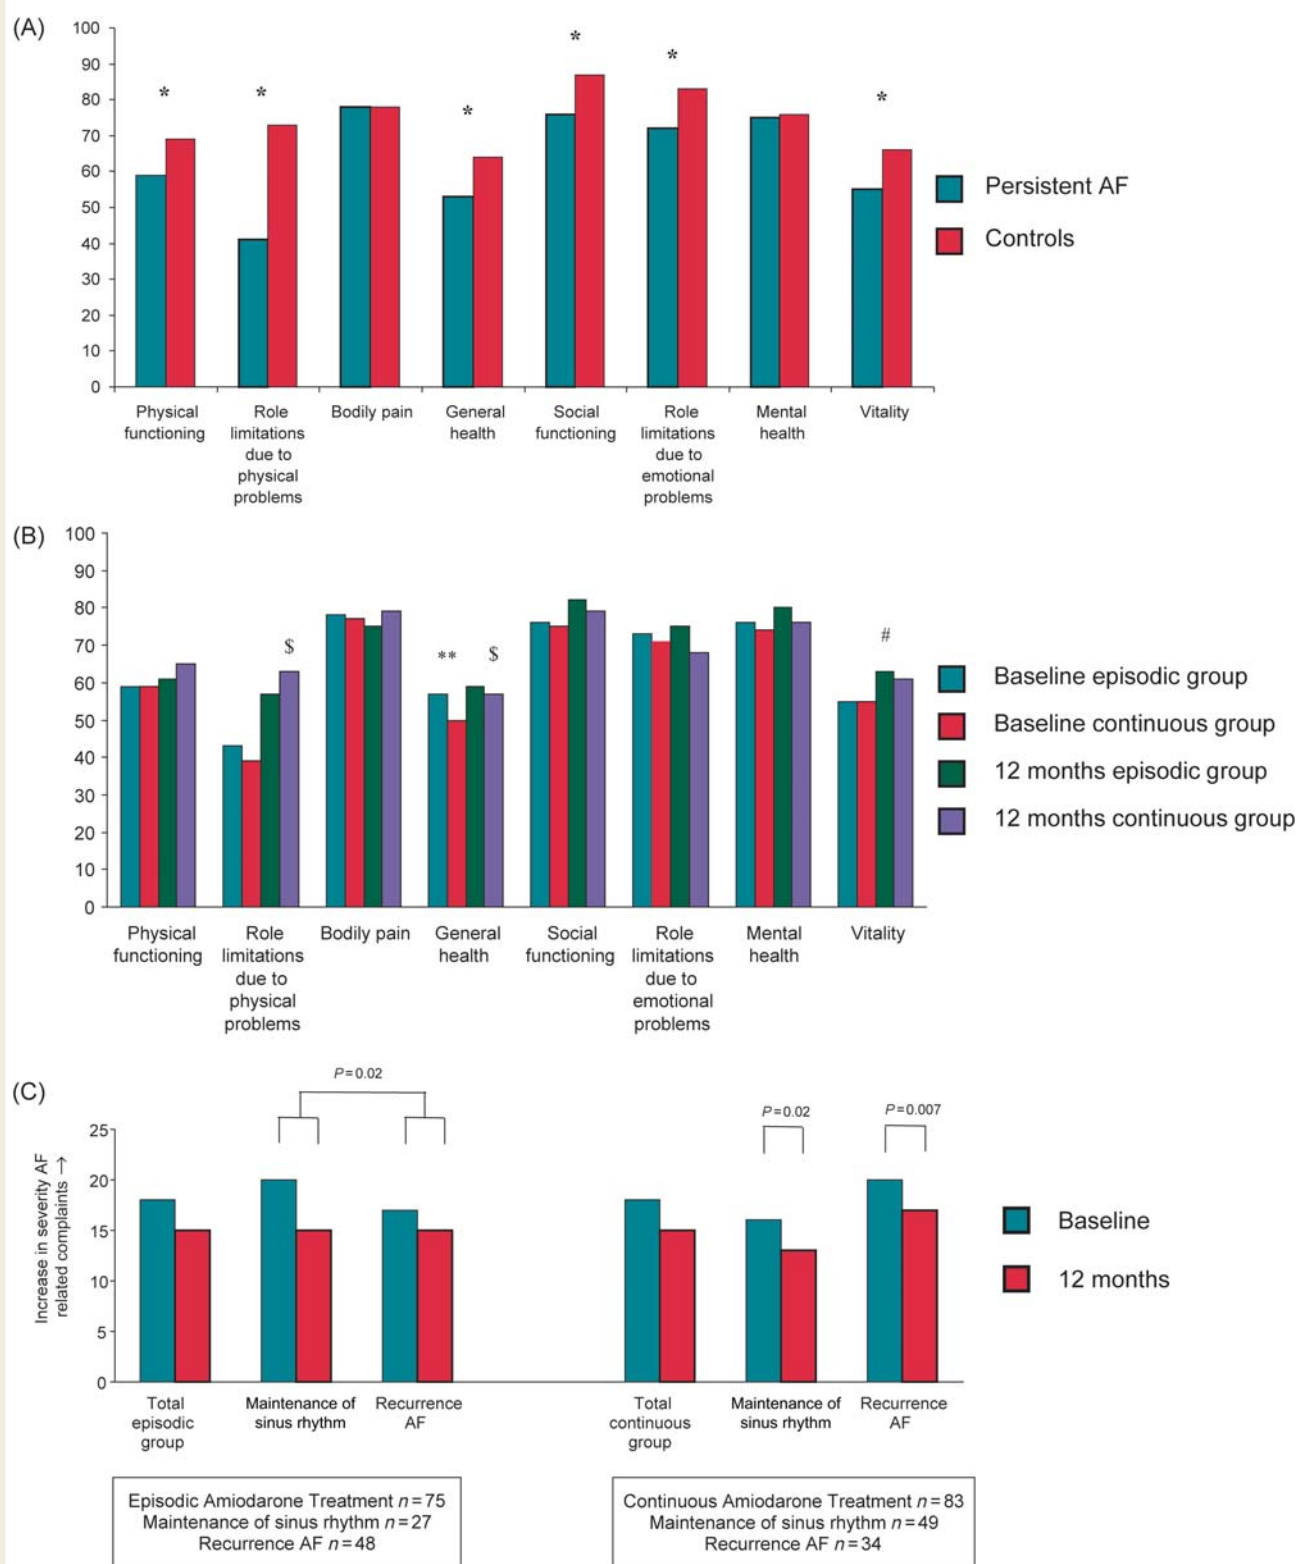 (A)
100
90
80
70
60
50
40
30
20
10
0
*
*
*
*
*
*
Physical
functioning
Role
limitations
due to
physical
problems
Bodily pain
General
health
Social
functioning
Role
limitations
due to
emotional
problems
Mental
health
Vitality
Persistent AF
Controls
(B)
100
90
80
70
60
50
40
30
20
10
0
$
**
$
#
Physical
functioning
Role
limitations
due to
physical
problems
Bodily pain
General
health
Social
functioning
Role
limitations
due to
emotional
problems
Mental
health
Vitality
Baseline episodic group
Baseline continuous group
12 months episodic group
12 months continuous group
(C)
Increase in severity AF
related complaints →
25
20
15
10
5
0
P=0.02
P=0.02
P=0.007
Total
episodic
group
Maintenance of
sinus rhythm
Recurrence
AF
Total
continuous
group
Maintenance of
sinus rhythm
Recurrence
AF
Baseline
12 months
Episodic Amiodarone Treatment n=75
Maintenance of sinus rhythm n=27
Recurrence AF n=48
Continuous Amiodarone Treatment n=83
Maintenance of sinus rhythm n=49
Recurrence AF n=34